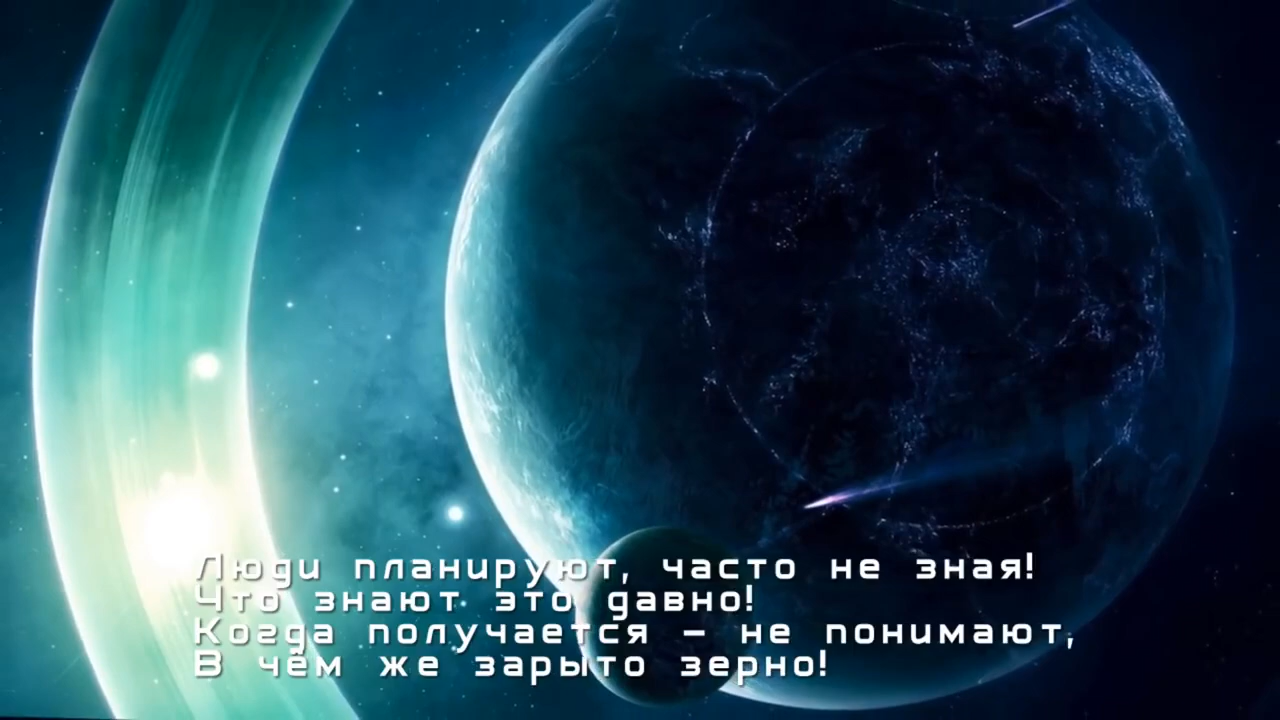 Люди планируют, часто не зная!
Что знают это давно!
Когда получается – не понимают,
В чём же зарыто зерно!